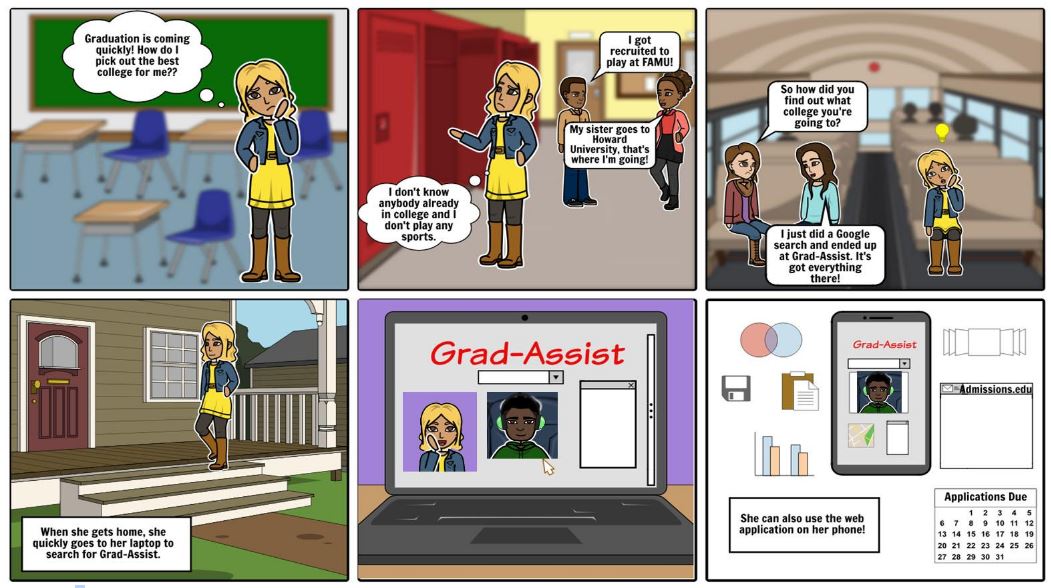 Graduation is coming
quickly! How do I
pick out the best
college for me??
I got
recruited to
play at FAMU!
My sister goes to
Howard
University, that's
where I'm going!
I don't know
anybody already
in college and I
don't play any
sports.
So how did you
find out what
college you're
going to?
I just did a Google
search and ended up
at Grad-Assist. It's
got everything
there!
When she gets home, she
quickly goes to her laptop to
search for Grad-Assist.
Grad-Assist
Grad-Assist
Admissions.edu
She can also use the web
application on her phone!
Applications Due
1 2 3 4 5
6 7 8 9 10 11 12
13 14 15 16 17 18 19
20 21 22 23 24 25 26
27 28 29 30 31